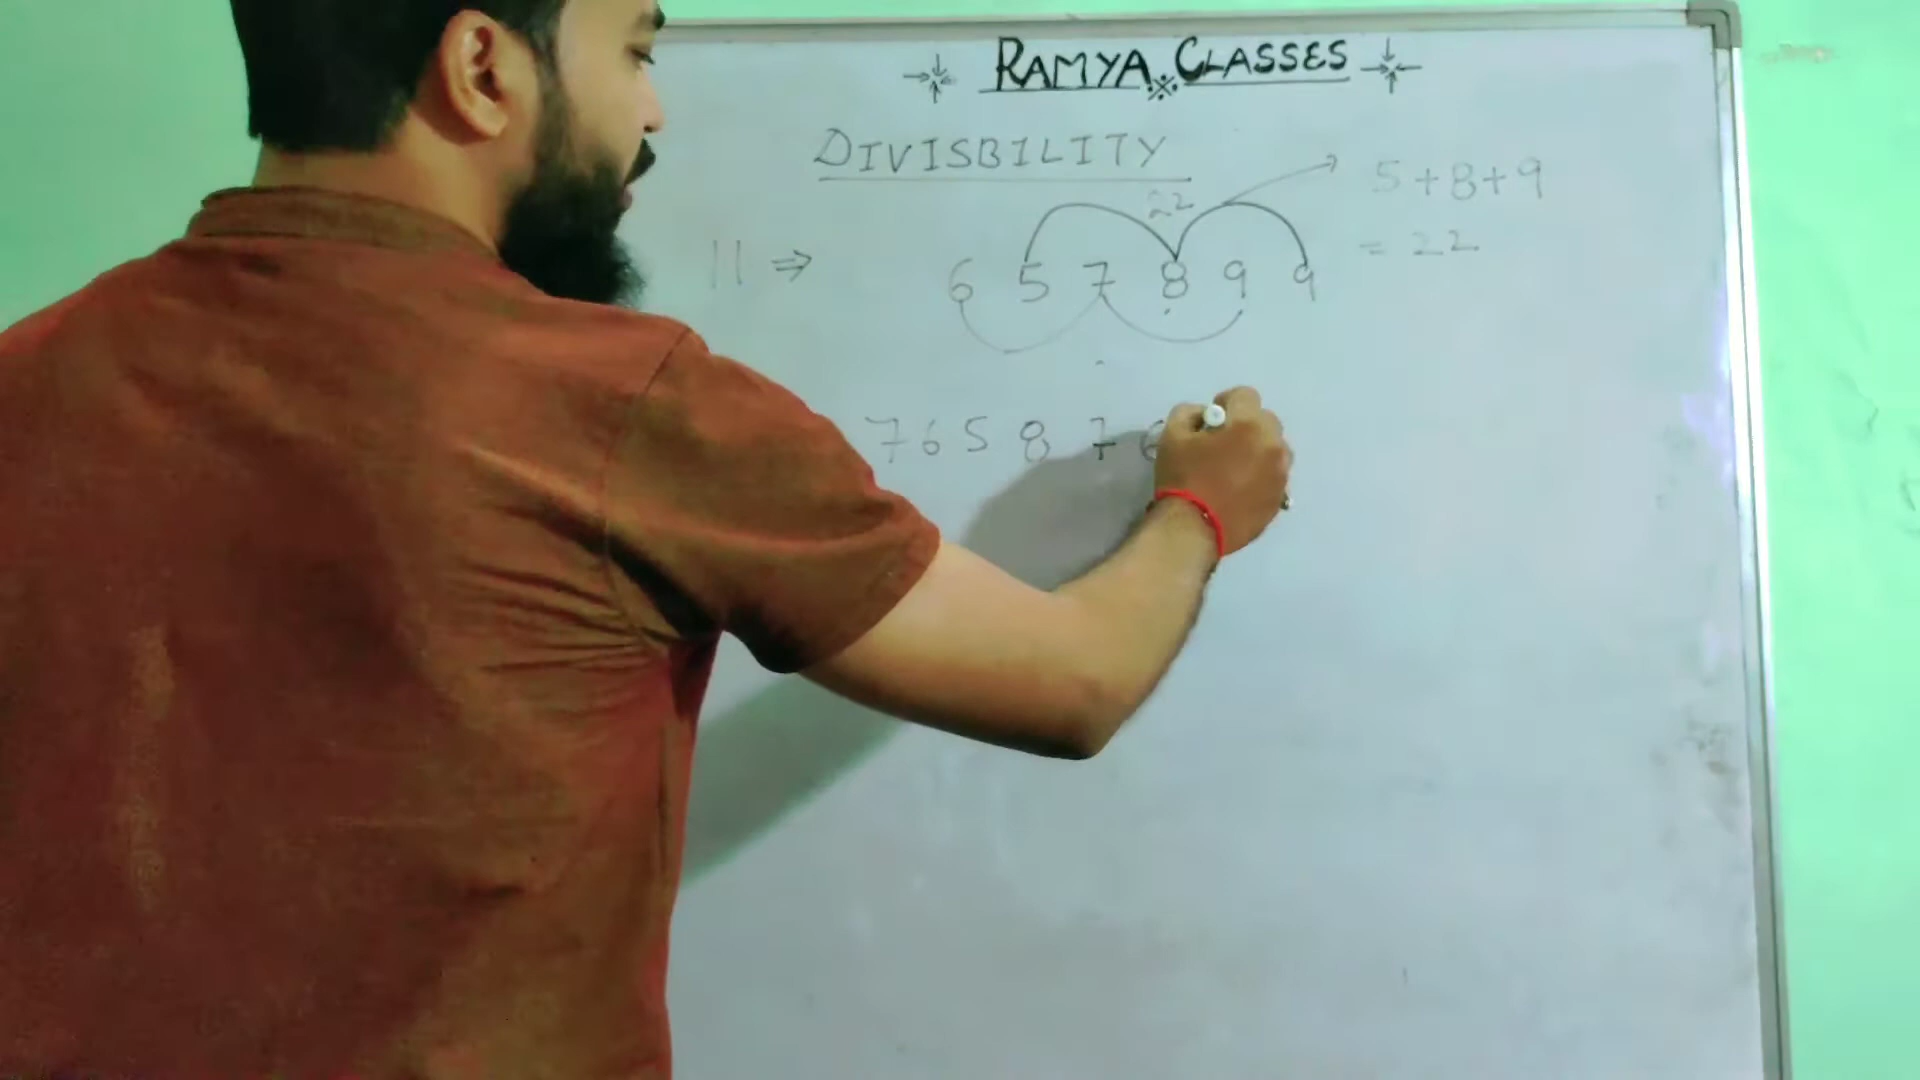 RAMYA CLASSES
DIVISBILITY
5+8+9
22
= 22
11 ⇒ 6 5 7 8 9 9
7 6 5 8 7 6